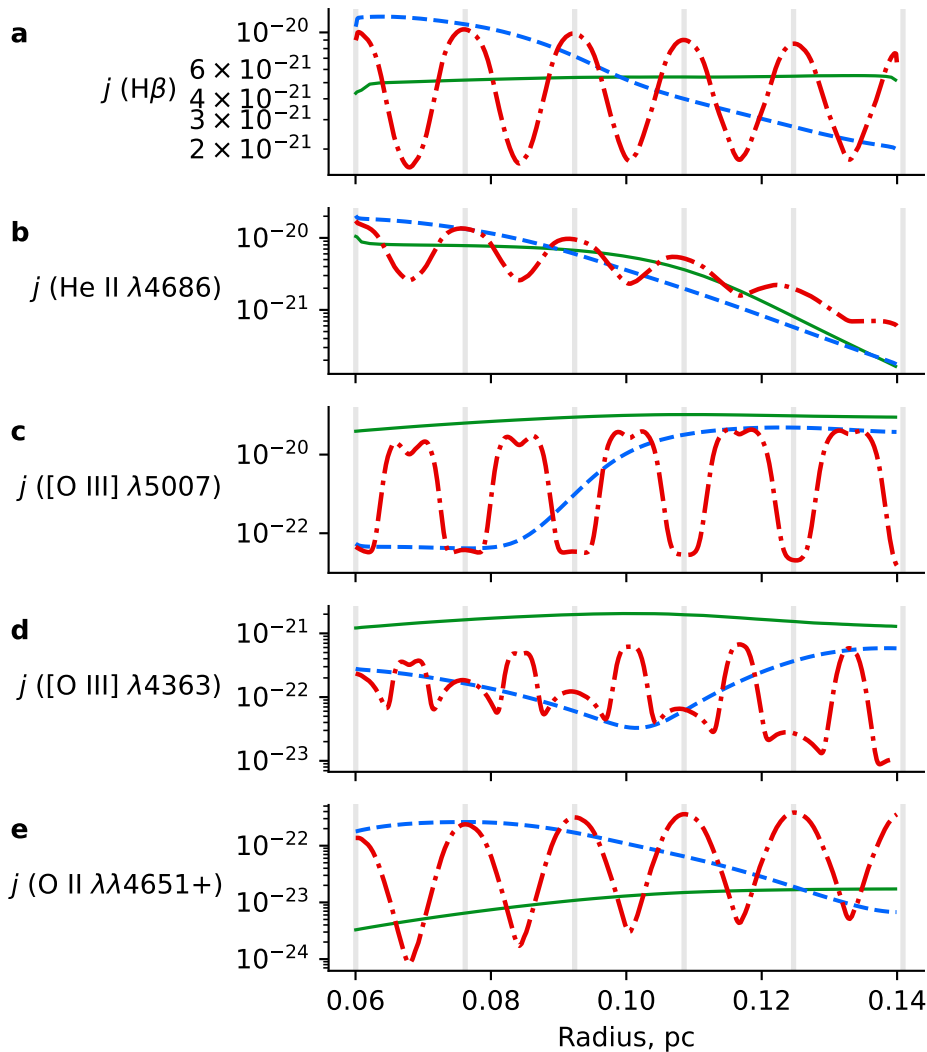 a
j (Hβ)
10⁻²⁰
6 × 10⁻²¹
4 × 10⁻²¹
3 × 10⁻²¹
2 × 10⁻²¹
b
j (He II λ4686)
10⁻²⁰
10⁻²¹
c
j ([O III] λ5007)
10⁻²⁰
10⁻²²
d
j ([O III] λ4363)
10⁻²¹
10⁻²²
10⁻²³
e
j (O II λλ4651+)
10⁻²²
10⁻²³
10⁻²⁴
0.06 0.08 0.10 0.12 0.14
Radius, pc